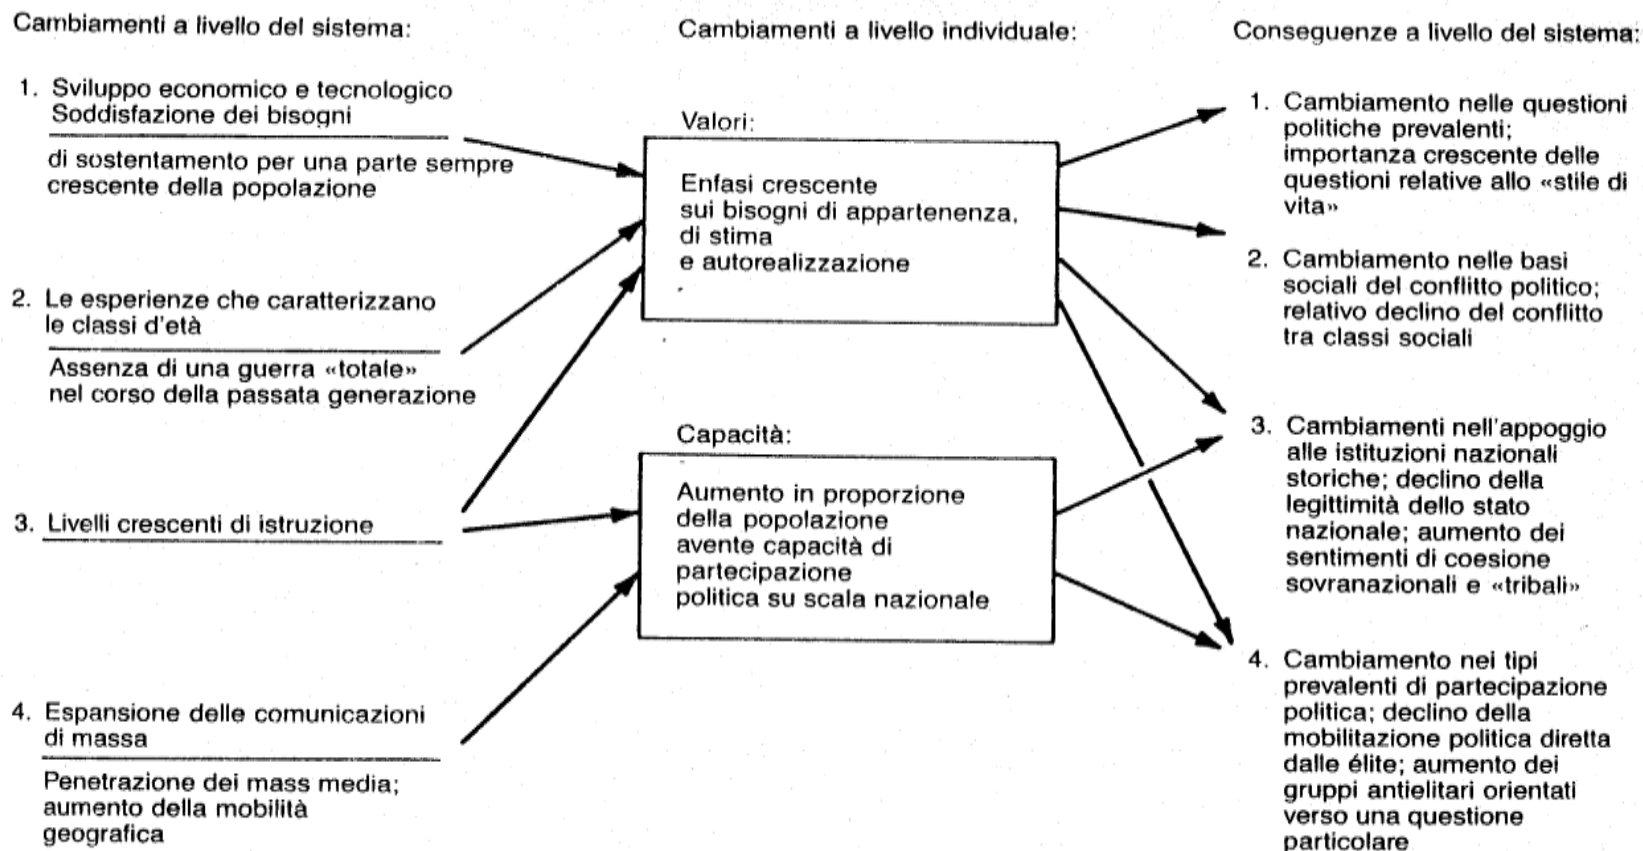 Cambiamenti a livello del sistema:
1. Sviluppo economico e tecnologico
Soddisfazione dei bisogni
di sostentamento per una parte sempre
crescente della popolazione
2. Le esperienze che caratterizzano
le classi d'età
Assenza di una guerra «totale»
nel corso della passata generazione
3. Livelli crescenti di istruzione
4. Espansione delle comunicazioni
di massa
Penetrazione dei mass media;
aumento della mobilità
geografica
Cambiamenti a livello individuale:
Valori:
Enfasi crescente
sui bisogni di appartenenza,
di stima
e autorealizzazione
Capacità:
Aumento in proporzione
della popolazione
avente capacità di
partecipazione
politica su scala nazionale
Conseguenze a livello del sistema:
1. Cambiamento nelle questioni
politiche prevalenti;
importanza crescente delle
questioni relative allo «stile di
vita»
2. Cambiamento nelle basi
sociali del conflitto politico;
relativo declino del conflitto
tra classi sociali
3. Cambiamenti nell'appoggio
alle istituzioni nazionali
storiche; declino della
legittimità dello stato
nazionale; aumento dei
sentimenti di coesione
sovranazionali e «tribali»
4. Cambiamento nei tipi
prevalenti di partecipazione
politica; declino della
mobilitazione politica diretta
dalle élite; aumento dei
gruppi antielitari orientati
verso una questione
particolare